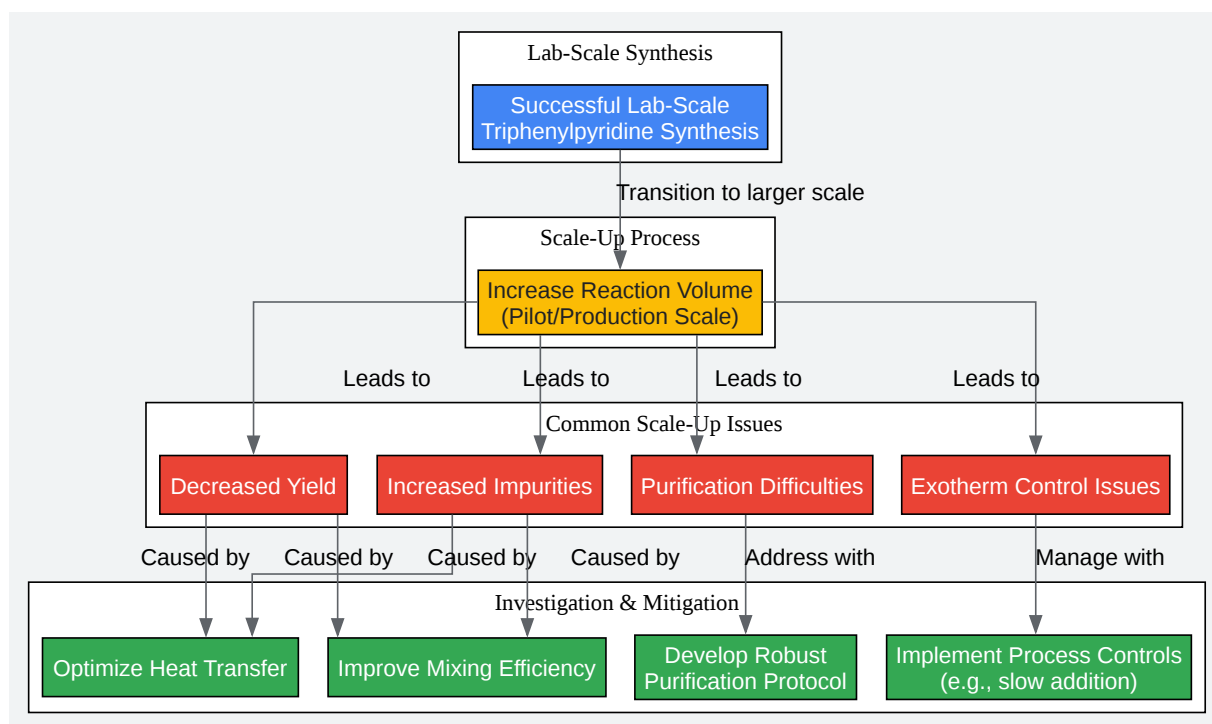 Lab-Scale Synthesis
Successful Lab-Scale
Triphenylpyridine Synthesis
Transition to larger scale
Scale-Up Process
Increase Reaction Volume
(Pilot/Production Scale)
Leads to
Leads to
Leads to
Leads to
Common Scale-Up Issues
Decreased Yield
Increased Impurities
Purification Difficulties
Exotherm Control Issues
Caused by
Caused by
Caused by
Caused by
Address with
Manage with
Investigation & Mitigation
Optimize Heat Transfer
Improve Mixing Efficiency
Develop Robust
Purification Protocol
Implement Process Controls
(e.g., slow addition)